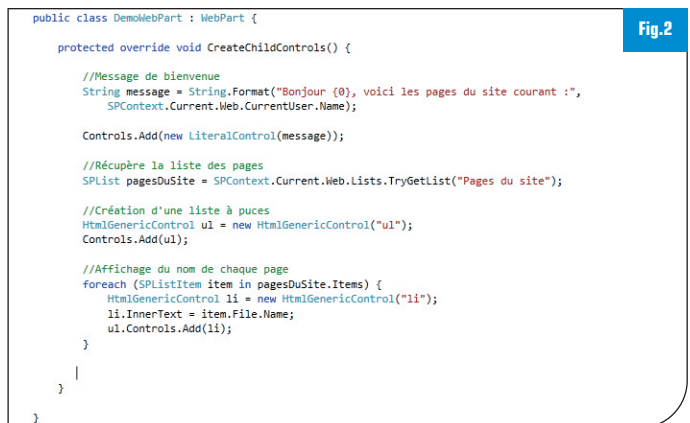 Fig.2
public class DemoWebPart : WebPart {
protected override void CreateChildControls() {
//Message de bienvenue
String message = String.Format("Bonjour {0}, voici les pages du site courant :",
SPContext.Current.Web.CurrentUser.Name);
Controls.Add(new LiteralControl(message));
//Récupère la liste des pages
SPList pagesDuSite = SPContext.Current.Web.Lists.TryGetList("Pages du site");
//Création d'une liste à puces
HtmlGenericControl ul = new HtmlGenericControl("ul");
Controls.Add(ul);
//Affichage du nom de chaque page
foreach (SPListItem item in pagesDuSite.Items) {
HtmlGenericControl li = new HtmlGenericControl("li");
li.InnerText = item.File.Name;
ul.Controls.Add(li);
}
}
}